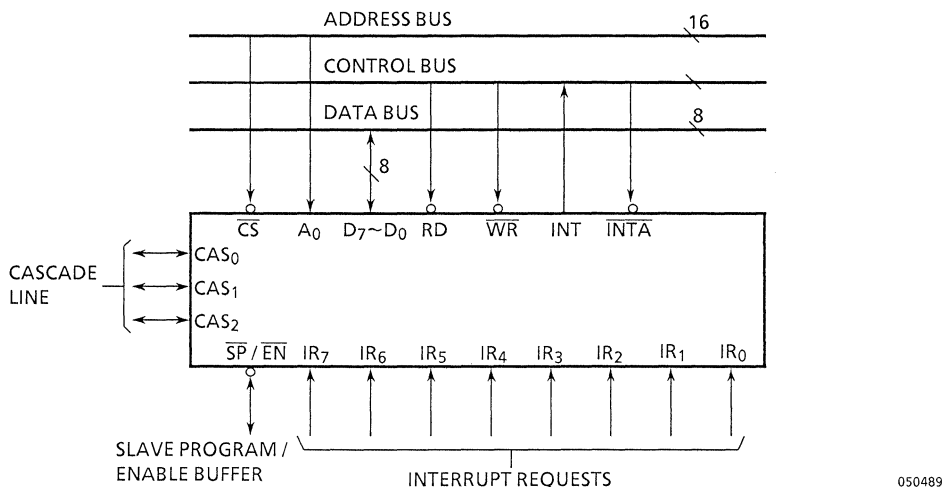 ADDRESS BUS
16
CONTROL BUS
DATA BUS
8
8
CS A₀ D₇~D₀ RD WR INT INTA
CAS₀
CASCADE
LINE
CAS₁
CAS₂
SP / EN IR₇ IR₆ IR₅ IR₄ IR₃ IR₂ IR₁ IR₀
SLAVE PROGRAM /
ENABLE BUFFER
INTERRUPT REQUESTS
050489